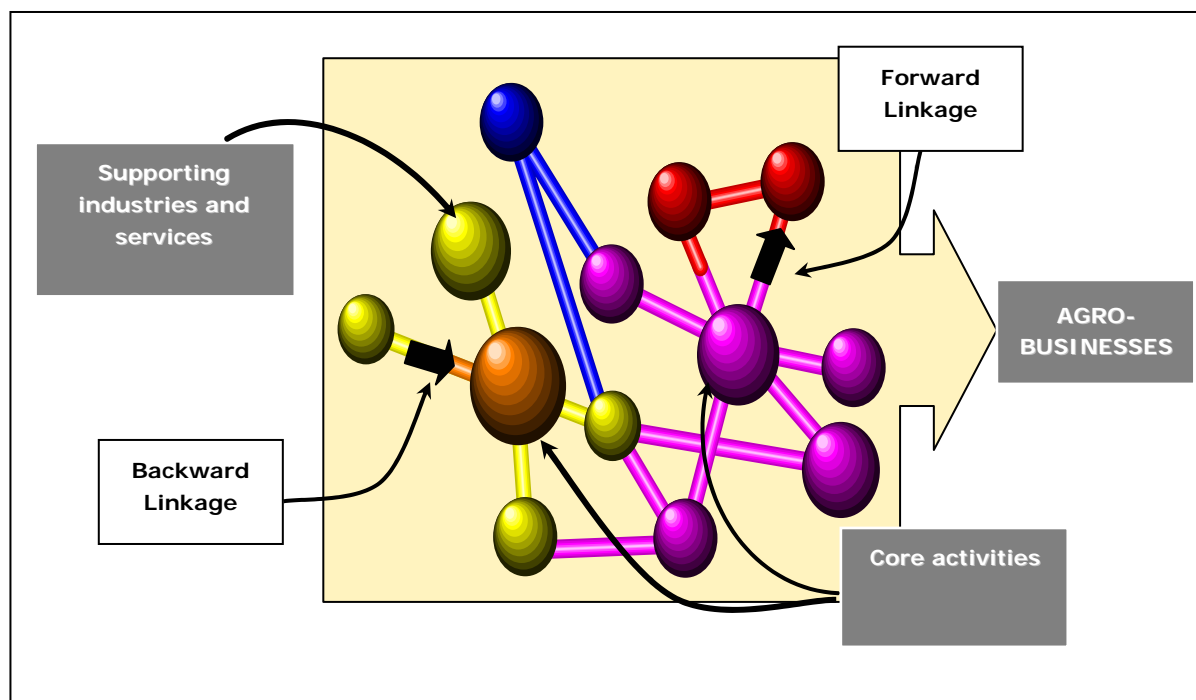 Forward
Linkage
Supporting
industries and
services
AGRO-
BUSINESSES
Backward
Linkage
Core activities